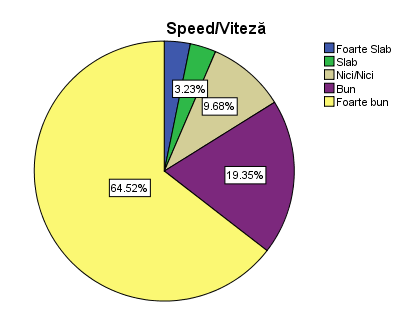 Speed/Viteză
Foarte Slab
Slab
Nici/Nici
Bun
Foarte bun
3.23%
9.68%
19.35%
64.52%